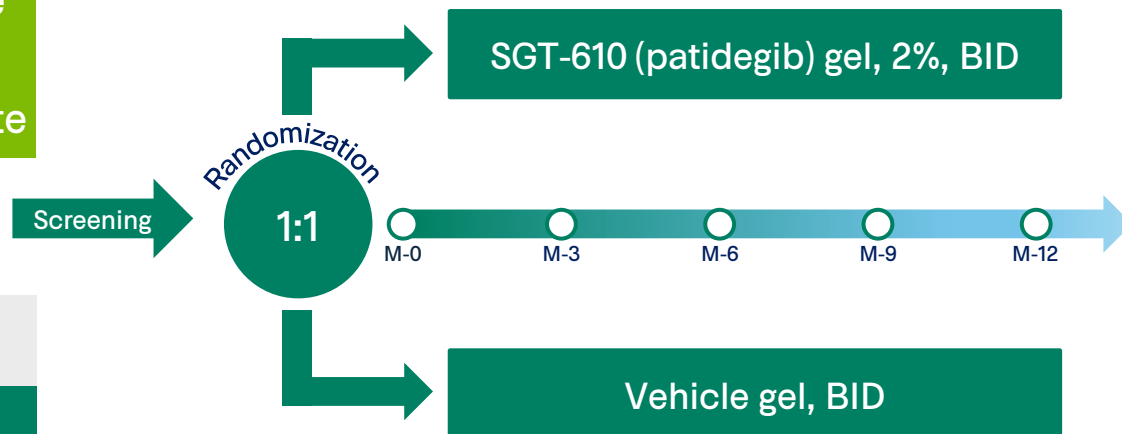 SGT-610 (patidegib) gel, 2%, BID
Randomization
Screening
1:1
M-0
M-3
M-6
M-9
M-12
Vehicle gel, BID